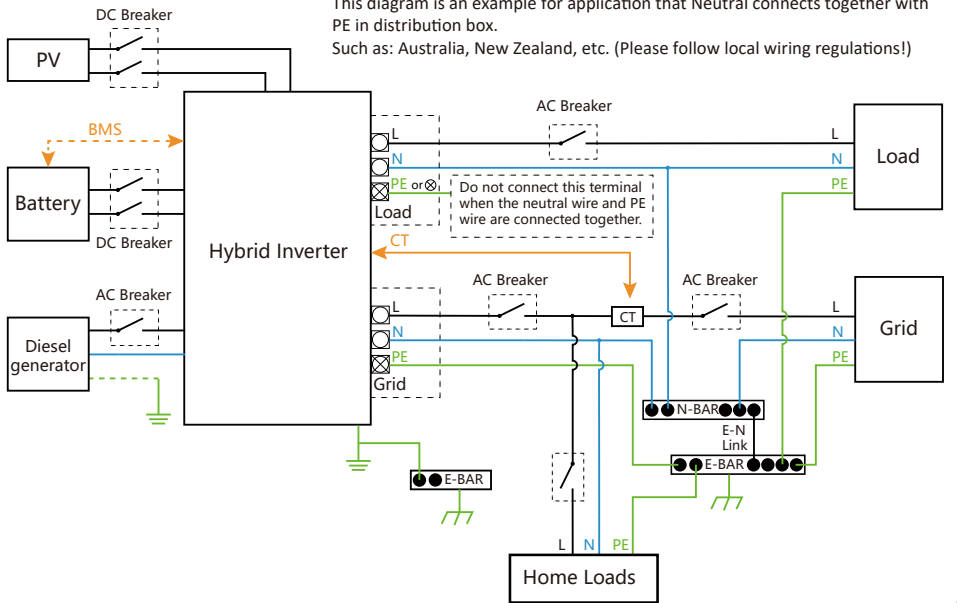 This diagram is an example for application that Neutral connects together with
PE in distribution box.
Such as: Australia, New Zealand, etc. (Please follow local wiring regulations!)
DC Breaker
PV
BMS
Battery
DC Breaker
AC Breaker
Diesel
generator
Hybrid Inverter
L
N
PE or ⊗
Load
Do not connect this terminal
when the neutral wire and PE
wire are connected together.
AC Breaker
L
N
PE
Load
CT
L
N
PE
Grid
AC Breaker
CT
AC Breaker
L
N
PE
Grid
N-BAR
E-N
Link
E-BAR
E-BAR
L
N
PE
Home Loads